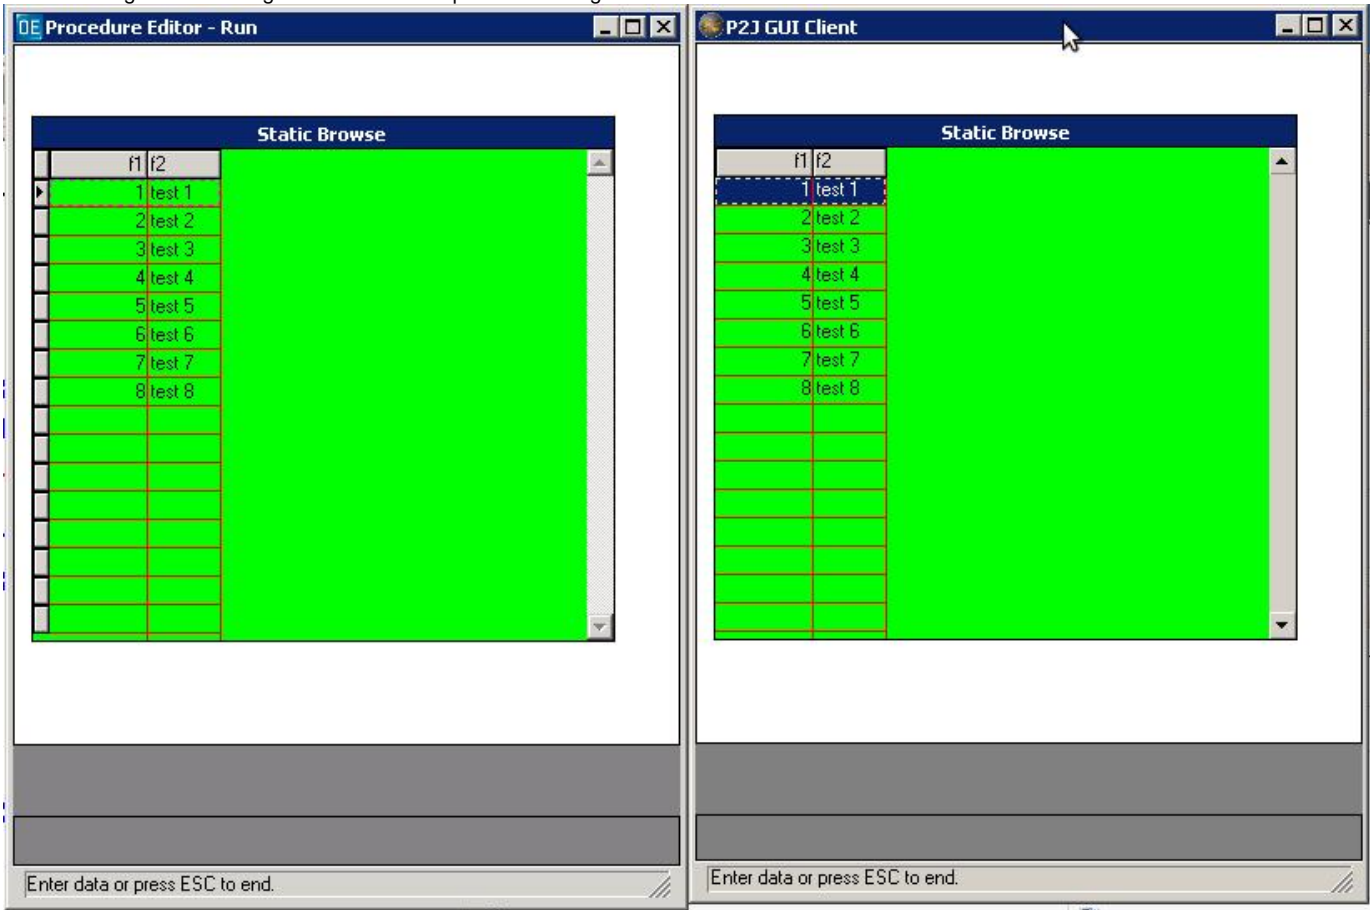 OE Procedure Editor - Run
Static Browse
f1 f2
1 test 1
2 test 2
3 test 3
4 test 4
5 test 5
6 test 6
7 test 7
8 test 8
Enter data or press ESC to end.
P2J GUI Client
Static Browse
f1 f2
1 test 1
2 test 2
3 test 3
4 test 4
5 test 5
6 test 6
7 test 7
8 test 8
Enter data or press ESC to end.